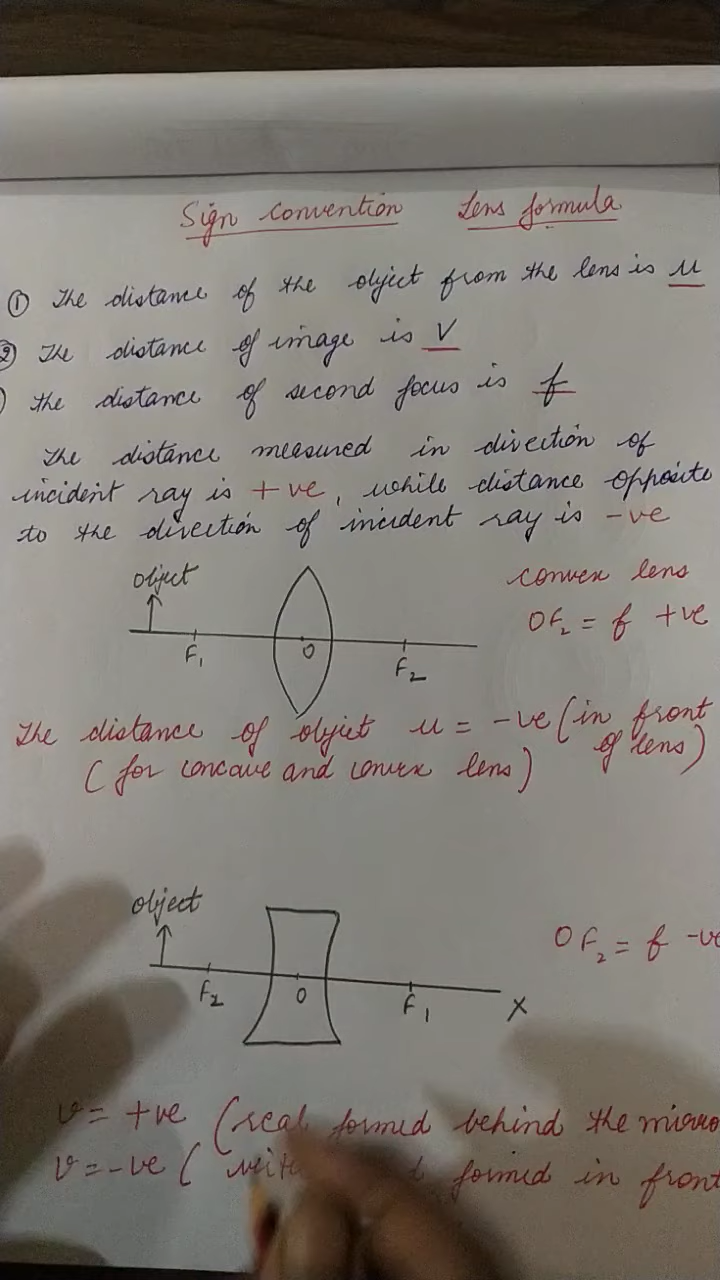 Sign Convention Lens formula
① The distance of the object from the lens is u
② The distance of image is V
the distance of second focus is f
The distance measured in direction of
incident ray is +ve, while distance opposite
to the direction of incident ray is -ve
object
convex lens
OF₂ = f +ve
F₁ O F₂
The distance of object u = -ve (in front
of lens)
(for concave and convex lens)
object
OF₂ = f -ve
F₂ O F₁ X
v = +ve (real formed behind the
v = -ve ( formed in front